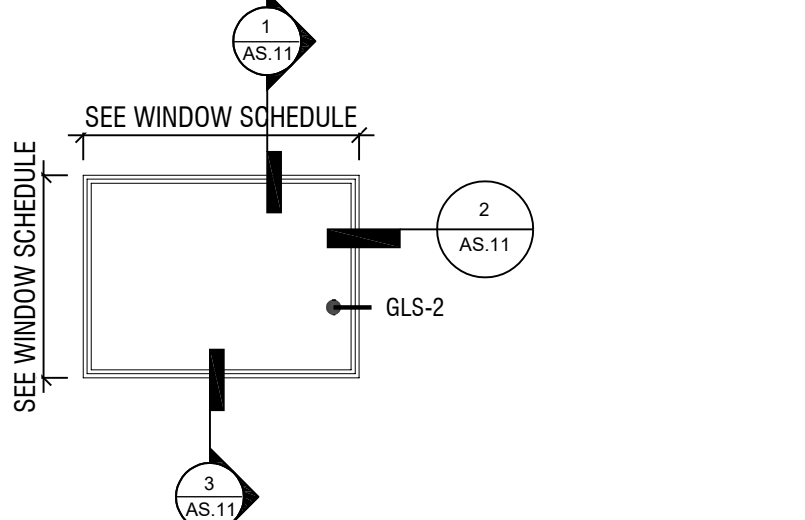 1
AS.11
SEE WINDOW SCHEDULE
SEE WINDOW SCHEDULE
2
AS.11
GLS-2
3
AS.11